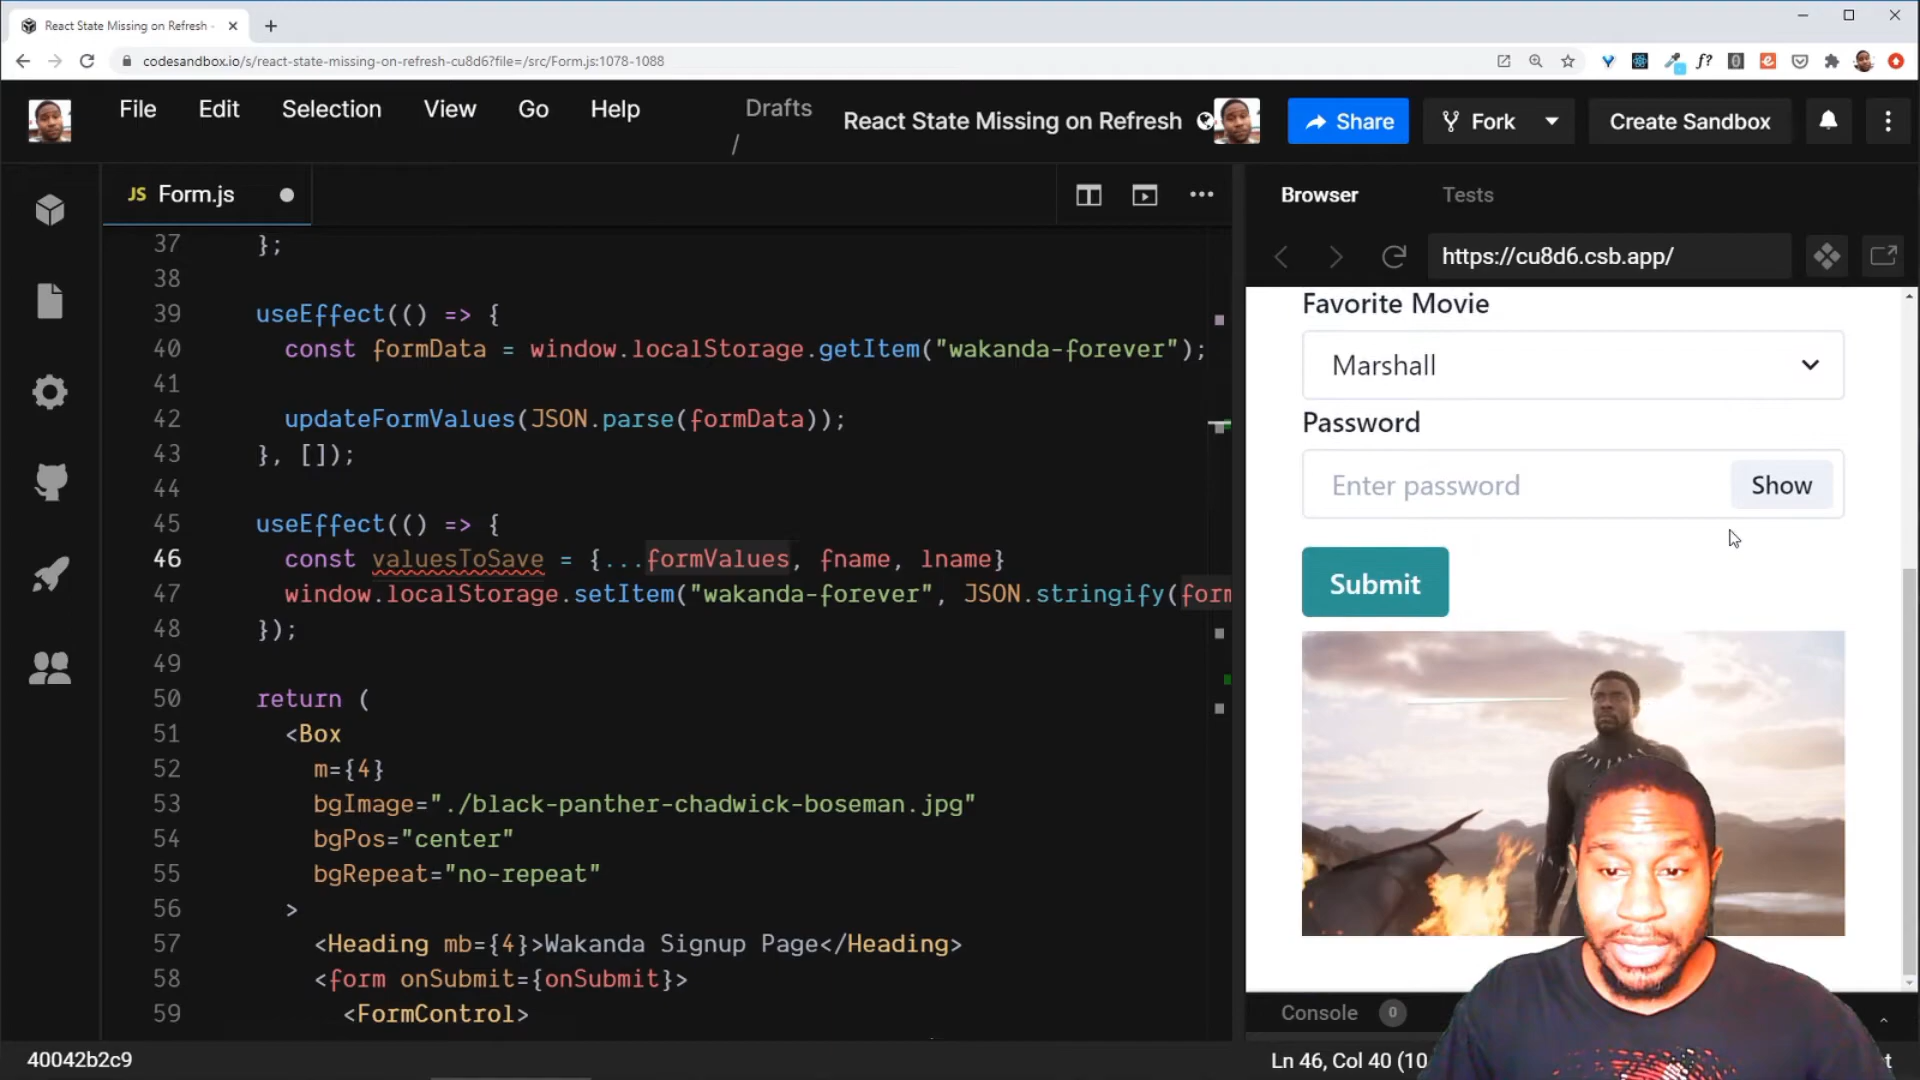 React State Missing on Refresh -
codesandbox.io/s/react-state-missing-on-refresh-cu8d6?file=/src/Form.js:1078-1088
f?
File Edit Selection View Go Help
Drafts
/
React State Missing on Refresh
Share
Fork
Create Sandbox
JS Form.js
Browser
Tests
https://cu8d6.csb.app/
37 };
38
39 useEffect(() => {
40 const formData = window.localStorage.getItem("wakanda-forever");
41
42 updateFormValues(JSON.parse(formData));
43 }, []);
44
45 useEffect(() => {
46 const valuesToSave = {...formValues, fname, lname}
47 window.localStorage.setItem("wakanda-forever", JSON.stringify(form
48 });
49
50 return (
51 <Box
52 m={4}
53 bgImage="./black-panther-chadwick-boseman.jpg"
54 bgPos="center"
55 bgRepeat="no-repeat"
56 >
57 <Heading mb={4}>Wakanda Signup Page</Heading>
58 <form onSubmit={onSubmit}>
59 <FormControl>
Favorite Movie
Marshall
Password
Enter password
Show
Submit
Console 0
40042b2c9
Ln 46, Col 40 (10